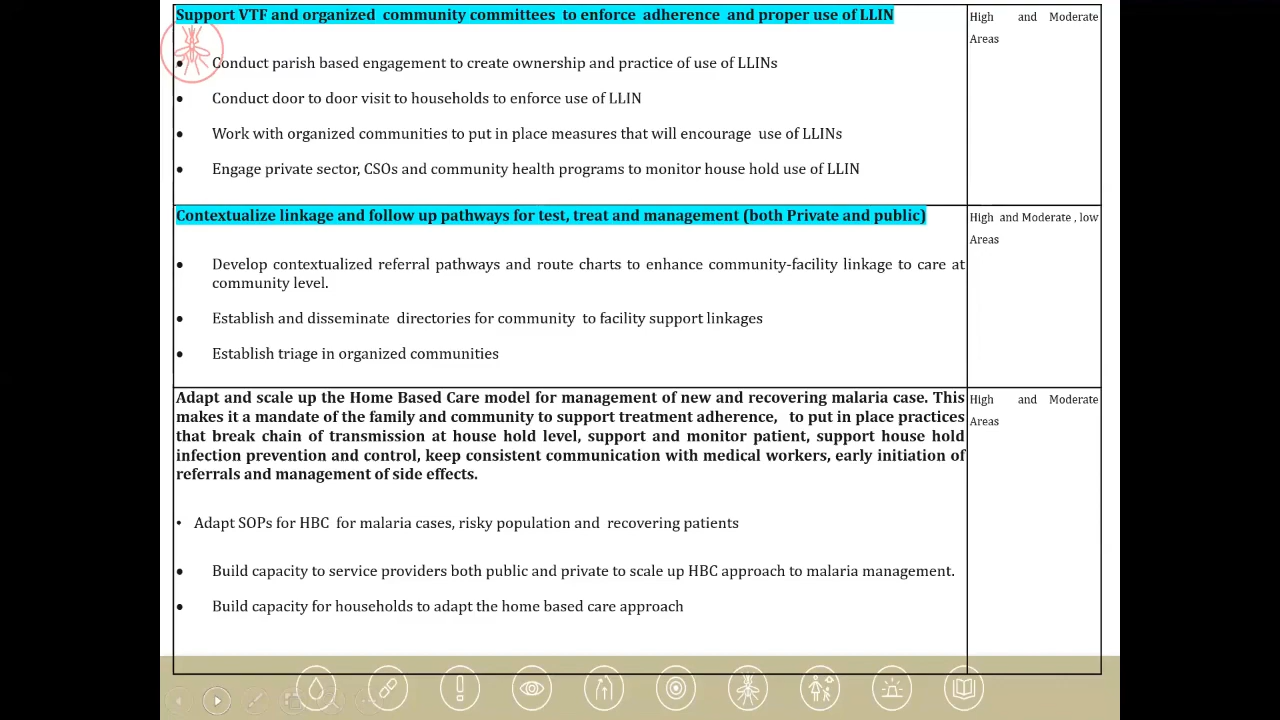 Support VTF and organized community committees to enforce adherence and proper use of LLIN
High and Moderate
Areas
● Conduct parish based engagement to create ownership and practice of use of LLINs
● Conduct door to door visit to households to enforce use of LLIN
● Work with organized communities to put in place measures that will encourage use of LLINs
● Engage private sector, CSOs and community health programs to monitor house hold use of LLIN
Contextualize linkage and follow up pathways for test, treat and management (both Private and public)
High and Moderate , low
Areas
● Develop contextualized referral pathways and route charts to enhance community-facility linkage to care at
community level.
● Establish and disseminate directories for community to facility support linkages
● Establish triage in organized communities
Adapt and scale up the Home Based Care model for management of new and recovering malaria case. This
makes it a mandate of the family and community to support treatment adherence, to put in place practices
that break chain of transmission at house hold level, support and monitor patient, support house hold
infection prevention and control, keep consistent communication with medical workers, early initiation of
referrals and management of side effects.
High and Moderate
Areas
• Adapt SOPs for HBC for malaria cases, risky population and recovering patients
● Build capacity to service providers both public and private to scale up HBC approach to malaria management.
● Build capacity for households to adapt the home based care approach